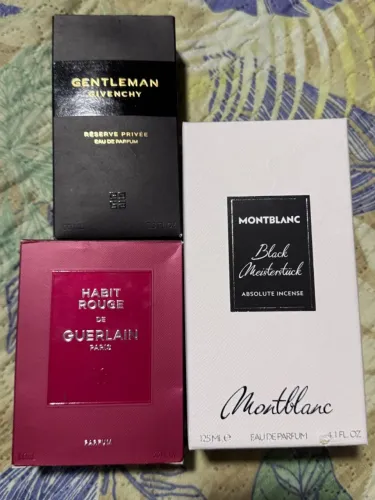 GENTLEMAN
GIVENCHY
RÉSERVE PRIVÉE
EAU DE PARFUM
MONTBLANC
Black
Meisterstück
ABSOLUTE INCENSE
Montblanc
125 ML ℮ EAU DE PARFUM 4.1 FL. OZ
HABIT
ROUGE
DE
GUERLAIN
PARIS
PARFUM